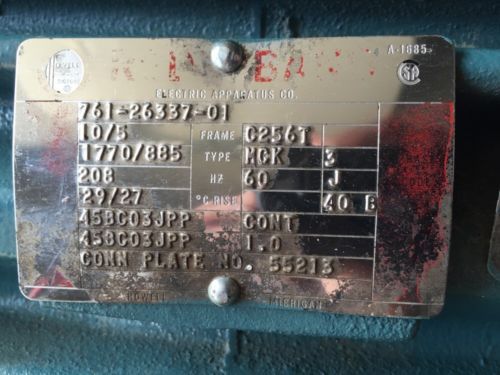 A-1885
ELECTRIC APPARATUS CO.
761-26337-01
10/5 FRAME C256T
1770/885 TYPE MCK 3
208 HZ 60 J
29/27 °C RISE 40 B
45BC03JPP CONT
45BC03JPP 1.0
CONN PLATE NO. 55213
HOWELL MICHIGAN